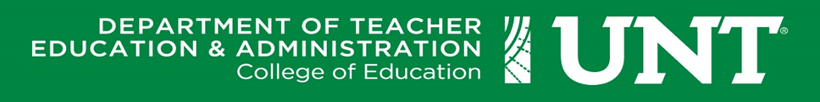 DEPARTMENT OF TEACHER
EDUCATION & ADMINISTRATION
College of Education
UNT®